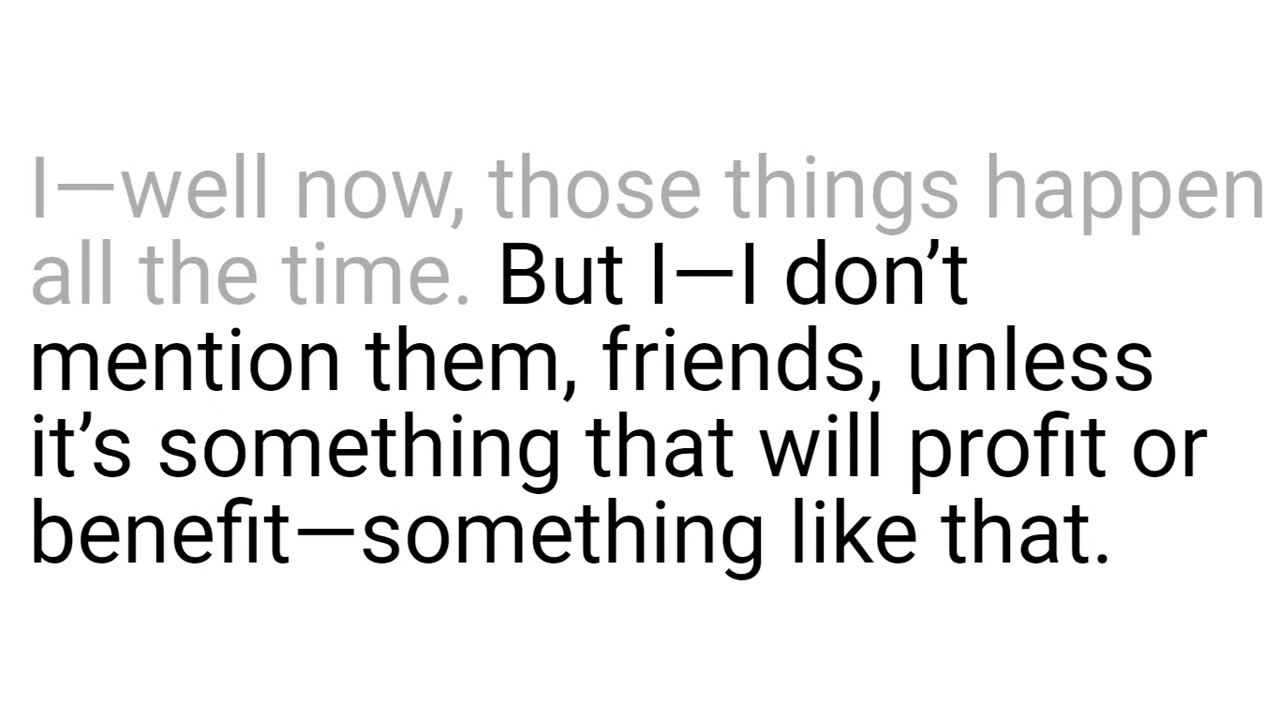 I—well now, those things happen
all the time. But I—I don’t
mention them, friends, unless
it’s something that will profit or
benefit—something like that.